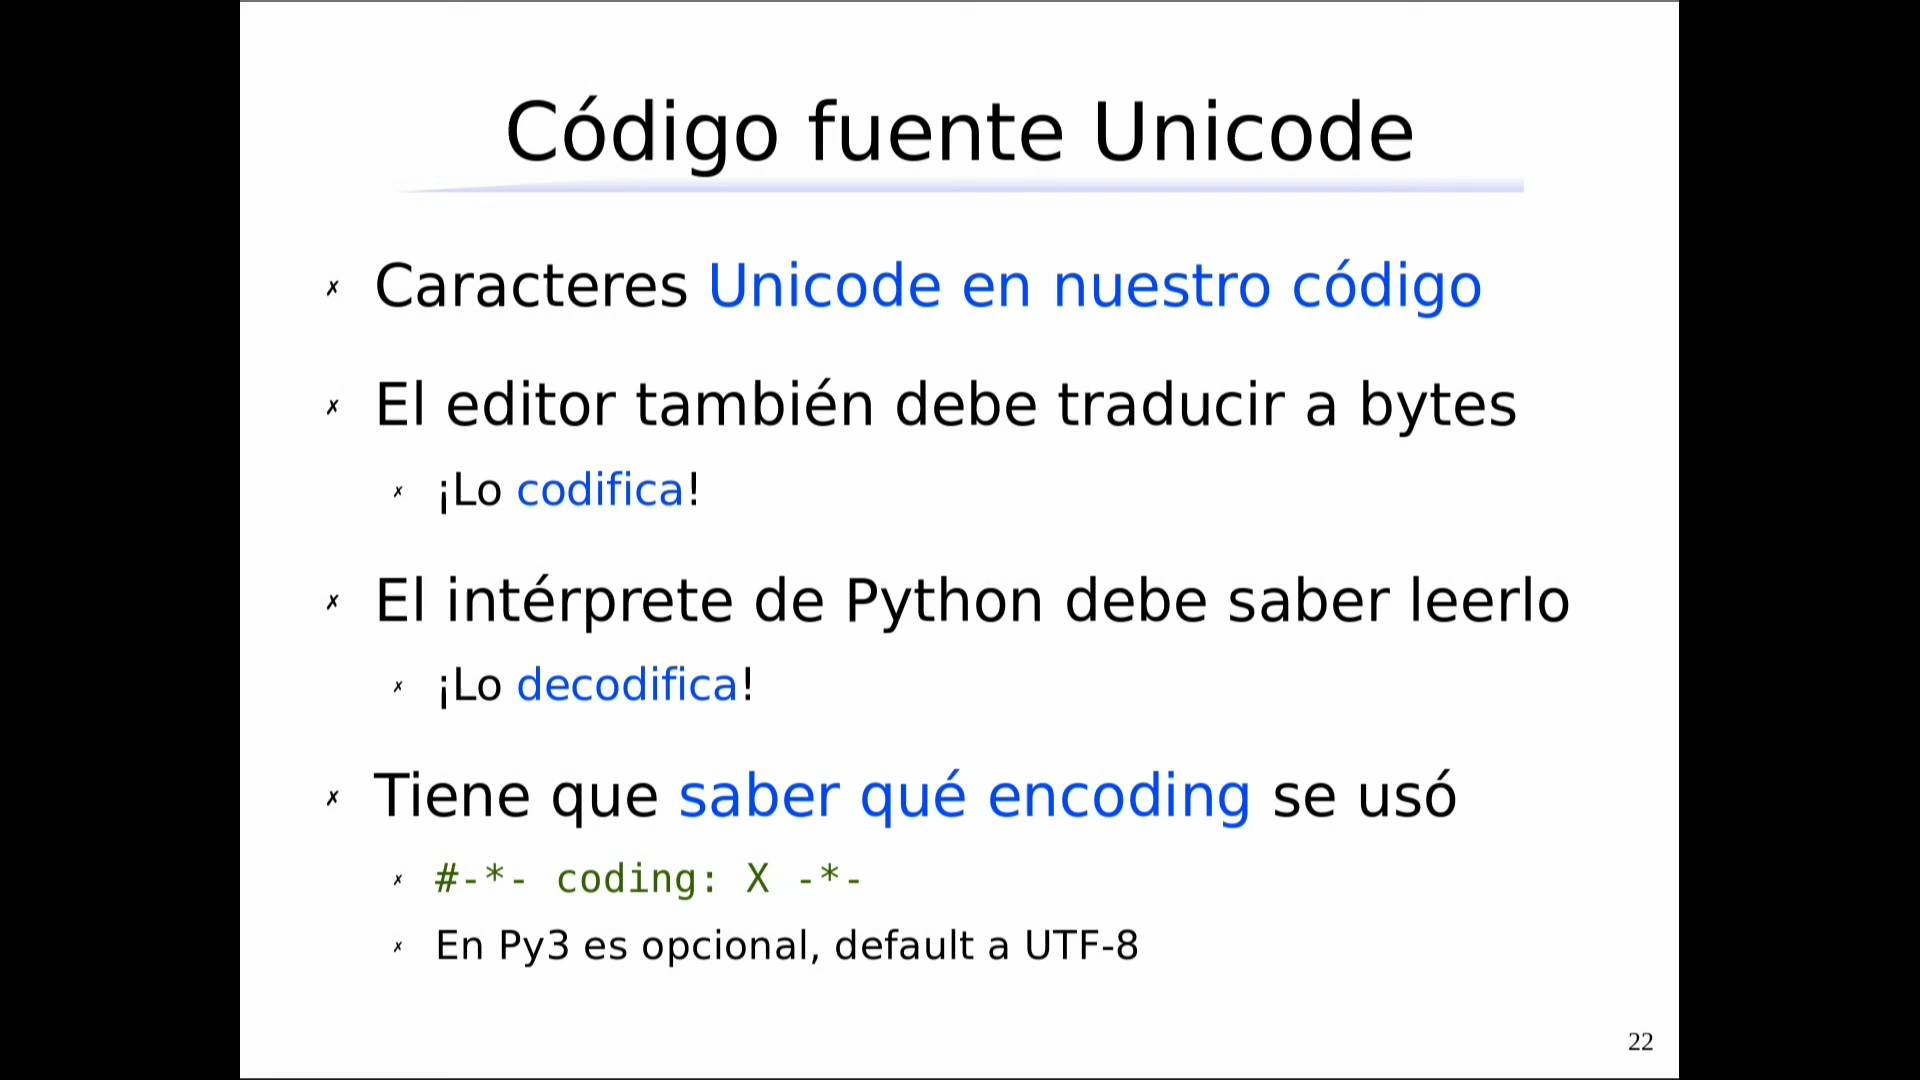 Código fuente Unicode
✗ Caracteres Unicode en nuestro código
✗ El editor también debe traducir a bytes
✗ ¡Lo codifica!
✗ El intérprete de Python debe saber leerlo
✗ ¡Lo decodifica!
✗ Tiene que saber qué encoding se usó
✗ #-*- coding: X -*-
✗ En Py3 es opcional, default a UTF-8
22